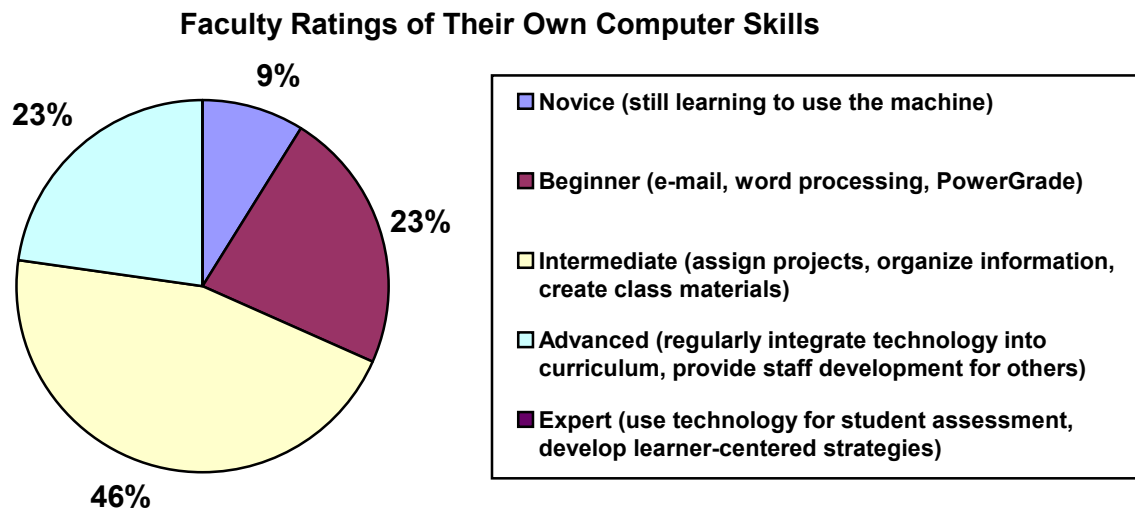 Faculty Ratings of Their Own Computer Skills
9%
23%
23%
46%
Novice (still learning to use the machine)
Beginner (e-mail, word processing, PowerGrade)
Intermediate (assign projects, organize information,
create class materials)
Advanced (regularly integrate technology into
curriculum, provide staff development for others)
Expert (use technology for student assessment,
develop learner-centered strategies)